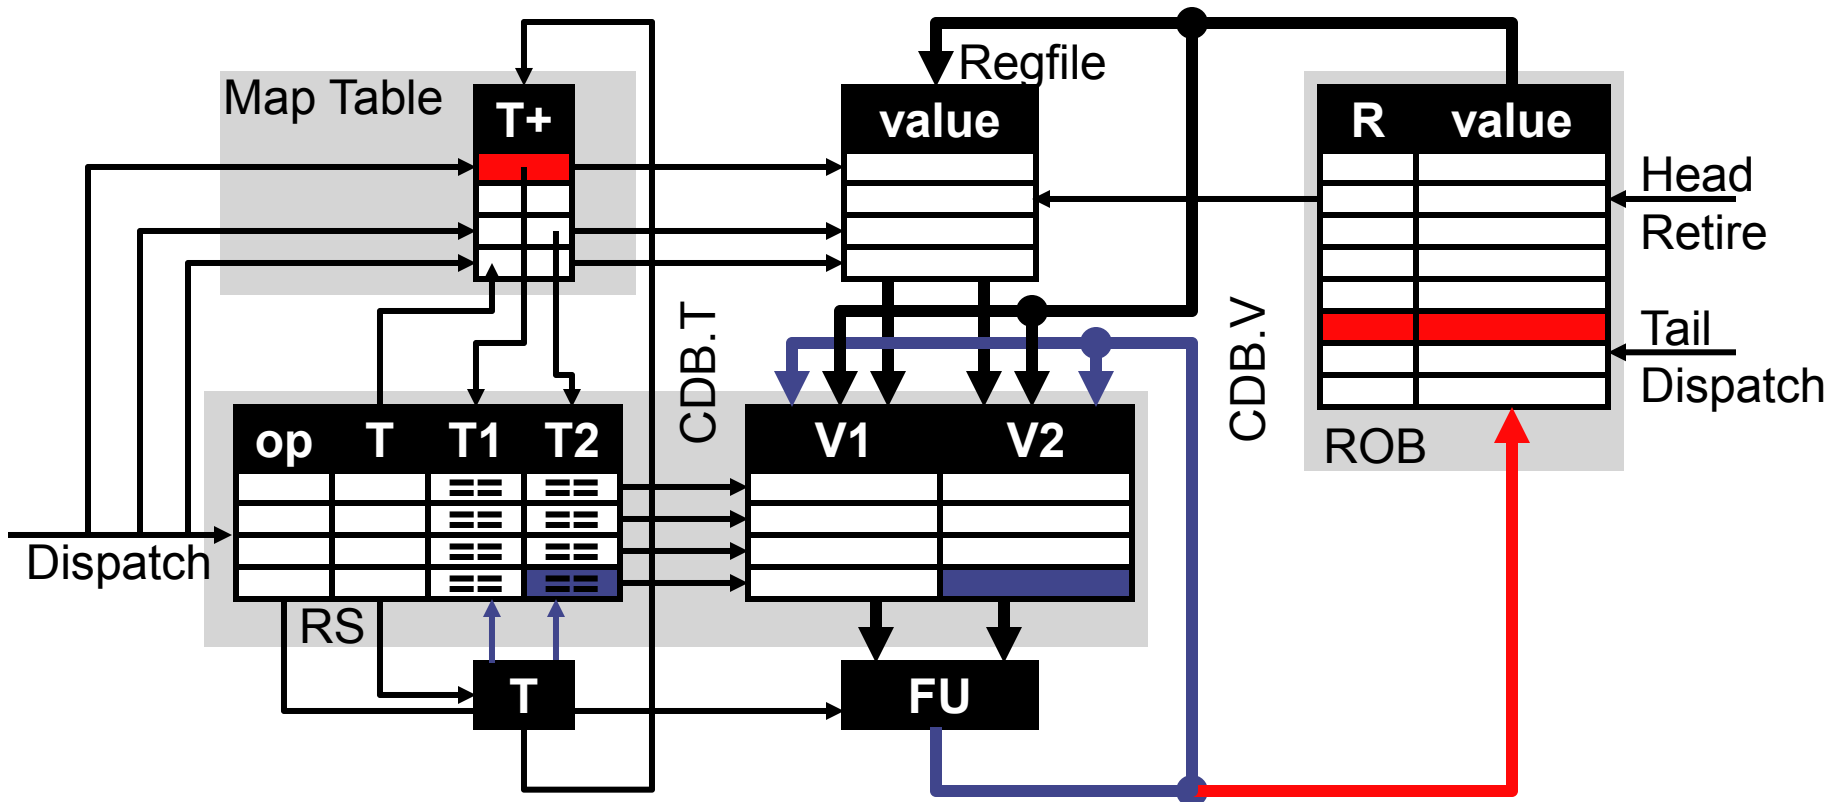 Regfile
Map Table
T+
value
R value
Head
Retire
CDB.T
CDB.V
Tail
Dispatch
op T T1 T2
V1 V2
ROB
== ==
== ==
== ==
== ==
Dispatch
RS
T
FU